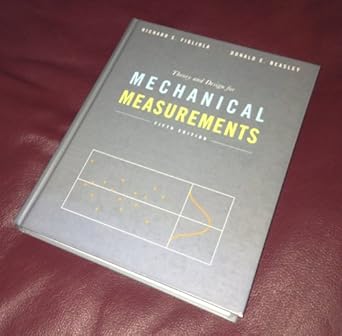 RICHARD S. FIGLIOLA   DONALD E. BEASLEY
Theory and Design for
MECHANICAL
MEASUREMENTS
FIFTH EDITION